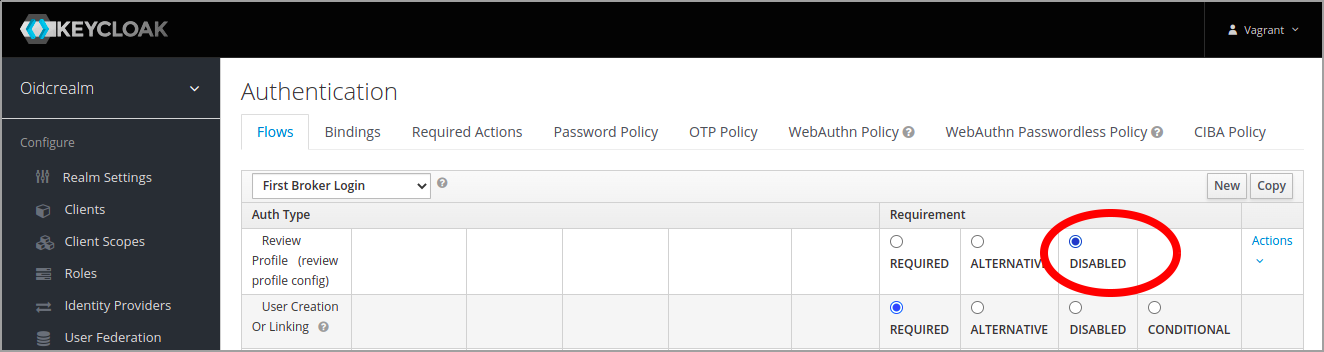 KEYCLOAK
Vagrant
Oidcrealm
Configure
Realm Settings
Clients
Client Scopes
Roles
Identity Providers
User Federation
Authentication
Flows Bindings Required Actions Password Policy OTP Policy WebAuthn Policy ? WebAuthn Passwordless Policy ? CIBA Policy
First Broker Login ? New Copy
Auth Type Requirement
Review
Profile (review
profile config)
REQUIRED ALTERNATIVE DISABLED
Actions
User Creation
Or Linking ?
REQUIRED ALTERNATIVE DISABLED CONDITIONAL